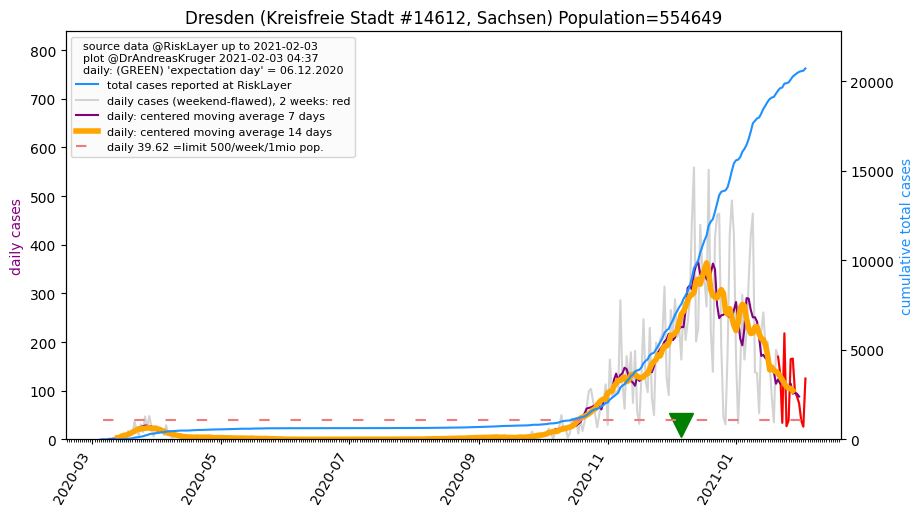 Dresden (Kreisfreie Stadt #14612, Sachsen) Population=554649
source data @RiskLayer up to 2021-02-03
plot @DrAndreasKruger 2021-02-03 04:37
daily: (GREEN) 'expectation day' = 06.12.2020
total cases reported at RiskLayer
daily cases (weekend-flawed), 2 weeks: red
daily: centered moving average 7 days
daily: centered moving average 14 days
daily 39.62 =limit 500/week/1mio pop.
daily cases
800
700
600
500
400
300
200
100
0
cumulative total cases
20000
15000
10000
5000
0
2020-03
2020-05
2020-07
2020-09
2020-11
2021-01